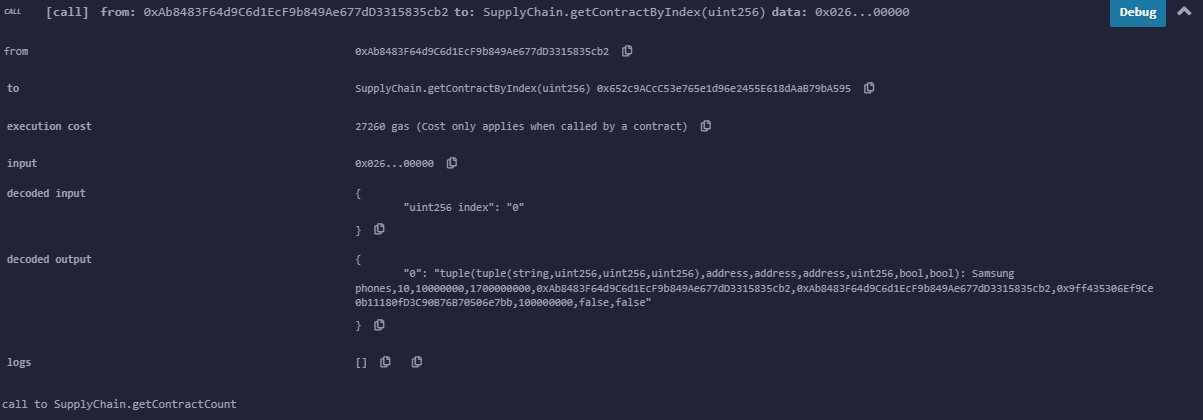 CALL [call] from: 0xAb8483F64d9C6d1EcF9b849Ae677dD3315835cb2 to: SupplyChain.getContractByIndex(uint256) data: 0x026...00000 Debug
from 0xAb8483F64d9C6d1EcF9b849Ae677dD3315835cb2
to SupplyChain.getContractByIndex(uint256) 0x652c9ACcC53e765e1d96e2455E618dAaB79bA595
execution cost 27260 gas (Cost only applies when called by a contract)
input 0x026...00000
decoded input {
"uint256 index": "0"
}
decoded output {
"0": "tuple(tuple(string,uint256,uint256,uint256),address,address,address,uint256,bool,bool): Samsung
phones,10,10000000,1700000000,0xAb8483F64d9C6d1EcF9b849Ae677dD3315835cb2,0xAb8483F64d9C6d1EcF9b849Ae677dD3315835cb2,0x9ff435306Ef9Ce
0b11180fD3C90B76B70506e7bb,100000000,false,false"
}
logs []
call to SupplyChain.getContractCount